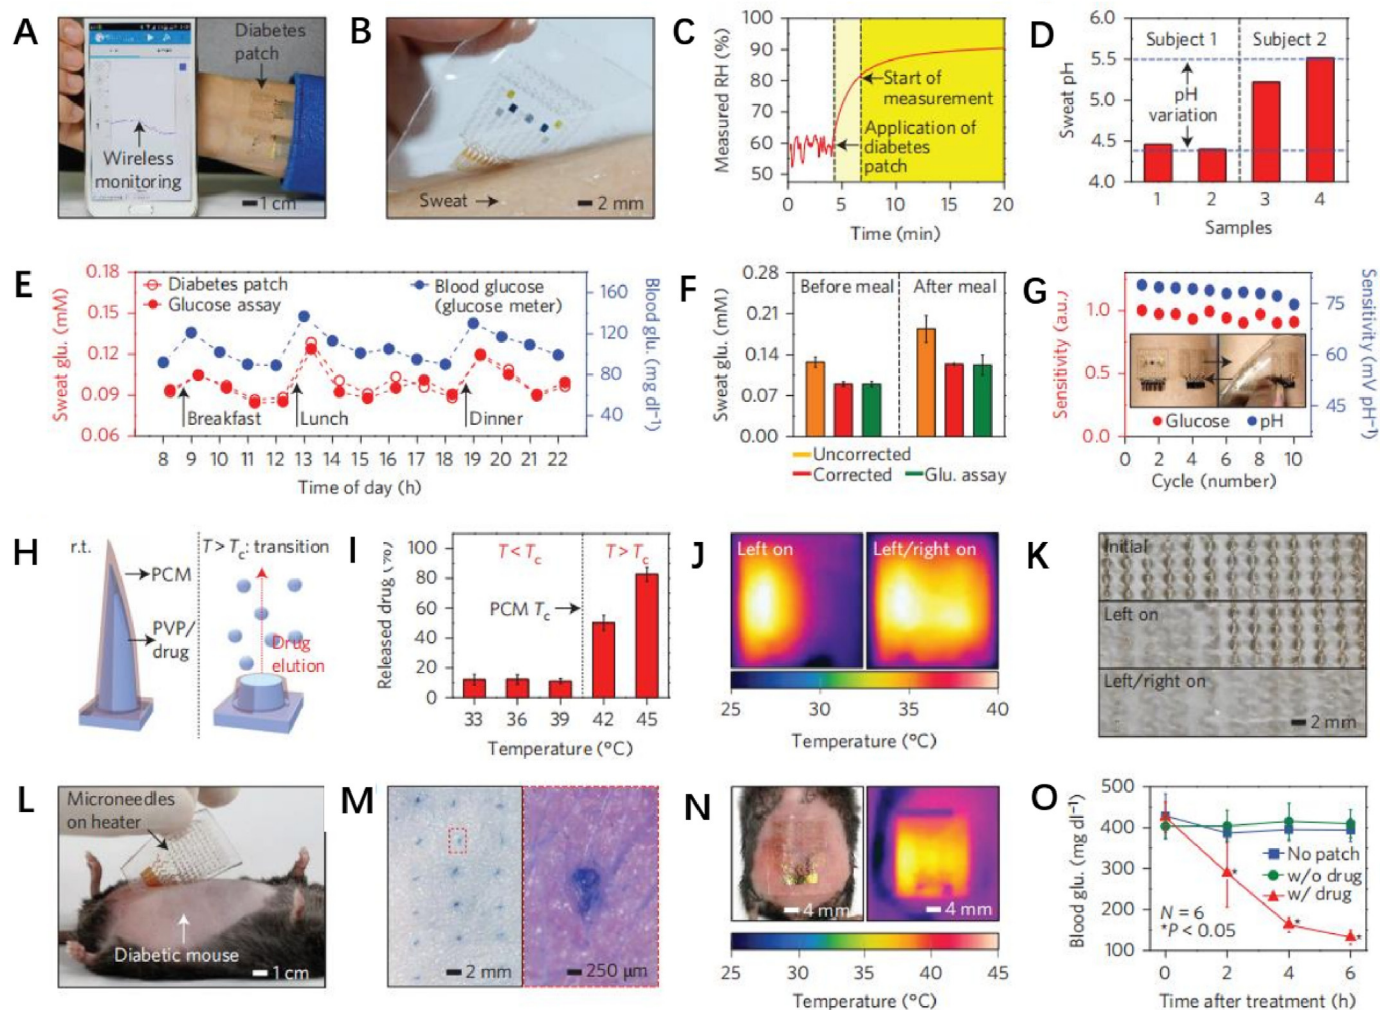 A
Diabetes
patch
Wireless
monitoring
1 cm
B
Sweat
2 mm
C
Measured RH (%)
100
90
80
70
60
50
Start of
measurement
Application of
diabetes
patch
0 5 10 15 20
Time (min)
D
Sweat pH
6.0
5.5
5.0
4.5
4.0
Subject 1 Subject 2
pH
variation
1 2 3 4
Samples
E
Sweat glu. (mM)
0.18
0.15
0.12
0.09
0.06
Diabetes patch
Glucose assay
Blood glucose
(glucose meter)
Breakfast
Lunch
Dinner
160
120
80
40
Blood glu. (mg dl⁻¹)
8 9 10 11 12 13 14 15 16 17 18 19 20 21 22
Time of day (h)
F
Sweat glu. (mM)
0.28
0.21
0.14
0.07
0.00
Before meal After meal
Uncorrected
Corrected Glu. assay
G
Sensitivity (a.u.)
1.0
0.5
0.0
Glucose pH
75
60
45
Sensitivity (mV pH⁻¹)
2 4 6 8 10
Cycle (number)
H
r.t.
PCM
PVP/
drug
T > Tc: transition
Drug
elution
I
Released drug (%)
100
80
60
40
20
0
T < Tc T > Tc
PCM Tc
33 36 39 42 45
Temperature (°C)
J
Left on Left/right on
25 30 35 40
Temperature (°C)
K
Initial
Left on
Left/right on
2 mm
L
Microneedles
on heater
Diabetic mouse
1 cm
M
2 mm 250 μm
N
4 mm 4 mm
25 30 35 40 45
Temperature (°C)
O
Blood glu. (mg dl⁻¹)
500
400
300
200
150
100
No patch
w/o drug
w/ drug
N = 6
*P < 0.05
0 2 4 6
Time after treatment (h)